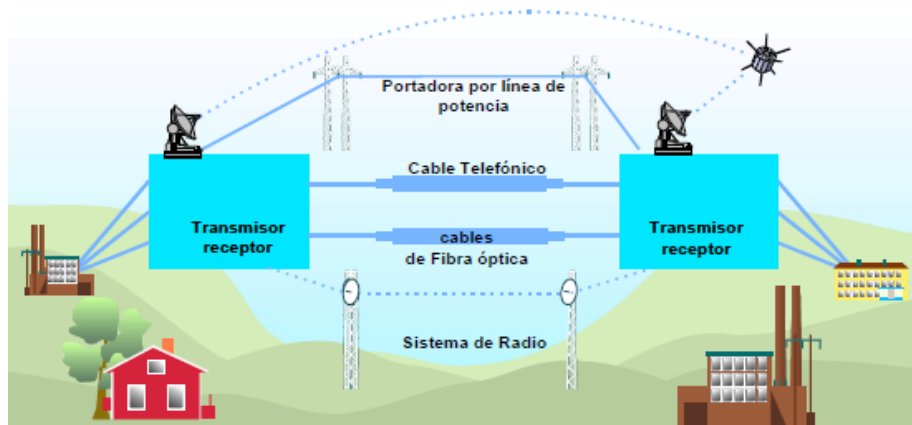 Portadora por línea de
potencia
Cable Telefónico
Transmisor
receptor
Transmisor
receptor
cables
de Fibra óptica
Sistema de Radio